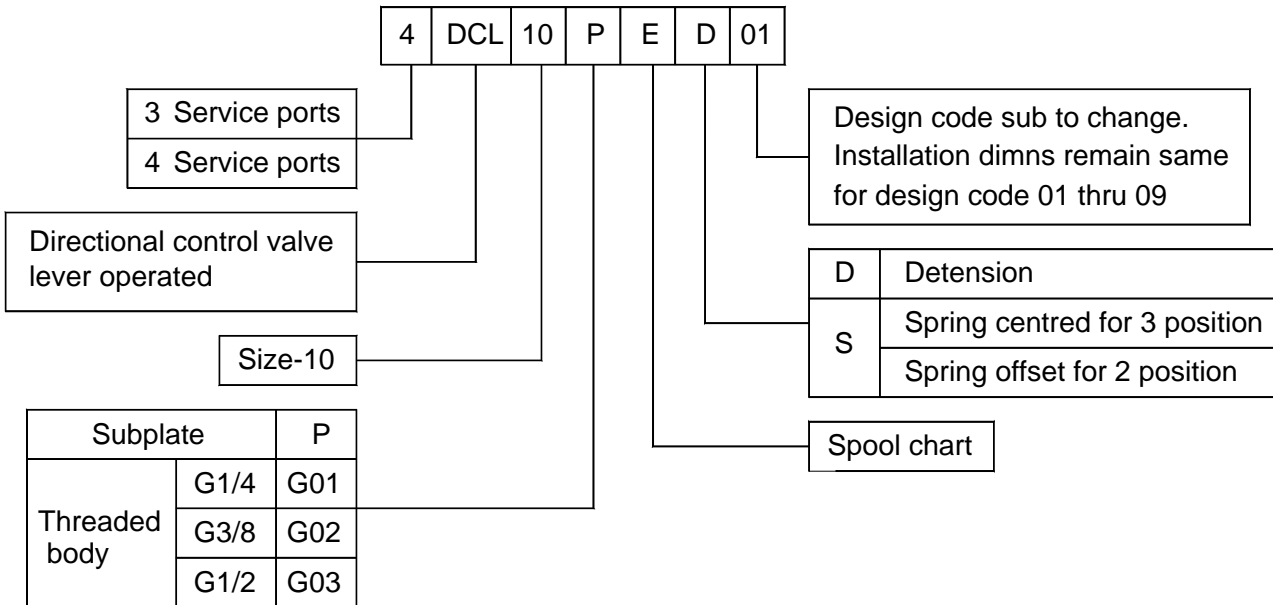 4 DCL 10 P E D 01
3 Service ports
4 Service ports
Directional control valve
lever operated
Size-10
Subplate P
Threaded
body
G1/4 G01
G3/8 G02
G1/2 G03
Design code sub to change.
Installation dimns remain same
for design code 01 thru 09
D Detension
S
Spring centred for 3 position
Spring offset for 2 position
Spool chart